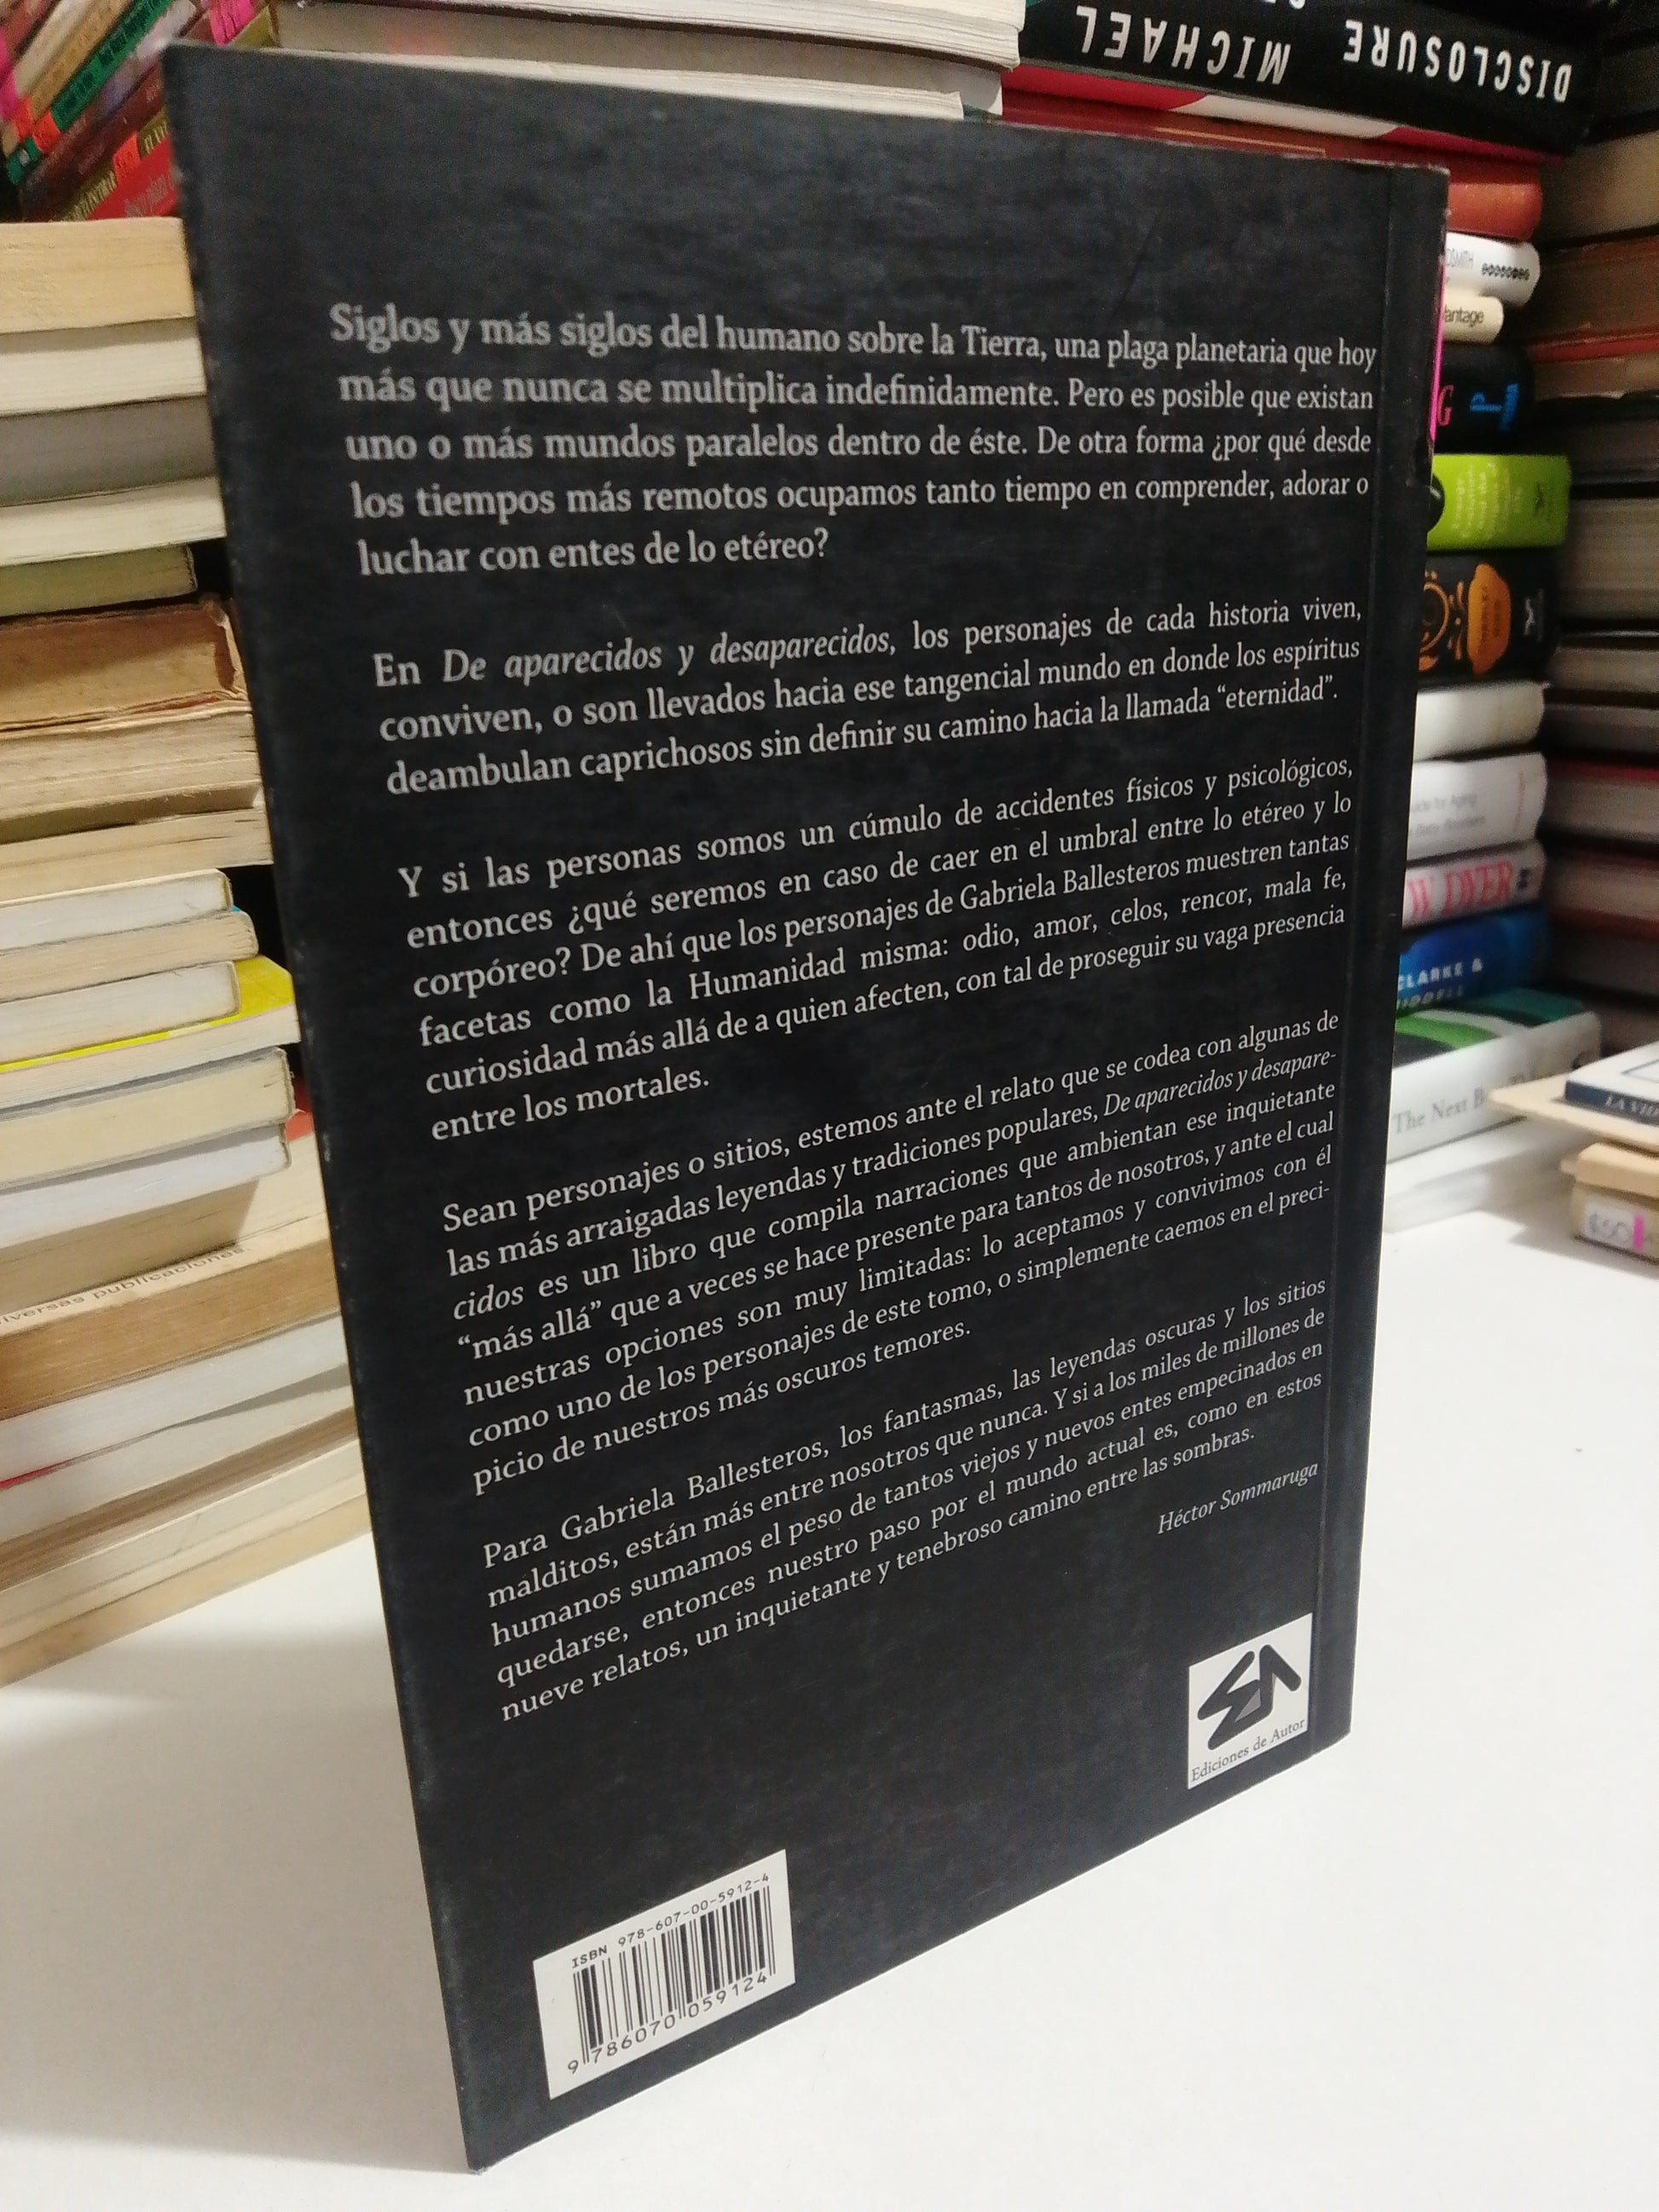 MICHAEL
DISCLOSURE
Siglos y más siglos del humano sobre la Tierra, una plaga planetaria que hoy
más que nunca se multiplica indefinidamente. Pero es posible que existan
uno o más mundos paralelos dentro de éste. De otra forma ¿por qué desde
los tiempos más remotos ocupamos tanto tiempo en comprender, adorar o
luchar con entes de lo etéreo?
En De aparecidos y desaparecidos, los personajes de cada historia viven,
conviven, o son llevados hacia ese tangencial mundo en donde los espíritus
deambulan caprichosos sin definir su camino hacia la llamada “eternidad”.
Y si las personas somos un cúmulo de accidentes físicos y psicológicos,
entonces ¿qué seremos en caso de caer en el umbral entre lo etéreo y lo
corpóreo? De ahí que los personajes de Gabriela Ballesteros muestren tantas
facetas como la Humanidad misma: odio, amor, celos, rencor, mala fe,
curiosidad más allá de a quien afecten, con tal de proseguir su vaga presencia
entre los mortales.
Sean personajes o sitios, estemos ante el relato que se codea con algunas de
las más arraigadas leyendas y tradiciones populares, De aparecidos y desapare-
cidos es un libro que compila narraciones que ambientan ese inquietante
“más allá” que a veces se hace presente para tantos de nosotros, y ante el cual
nuestras opciones son muy limitadas: lo aceptamos y convivimos con él
como uno de los personajes de este tomo, o simplemente caemos en el preci-
picio de nuestros más oscuros temores.
Para Gabriela Ballesteros, los fantasmas, las leyendas oscuras y los sitios
malditos, están más entre nosotros que nunca. Y si a los miles de millones de
humanos sumamos el peso de tantos viejos y nuevos entes empecinados en
quedarse, entonces nuestro paso por el mundo actual es, como en estos
nueve relatos, un inquietante y tenebroso camino entre las sombras.
Héctor Sommaruga
Ediciones de Autor
ISBN 978-607-00-5912-4
9 786070 059124
W DYER
CLARKE &
The Next
LA VID
$50
publicaciones